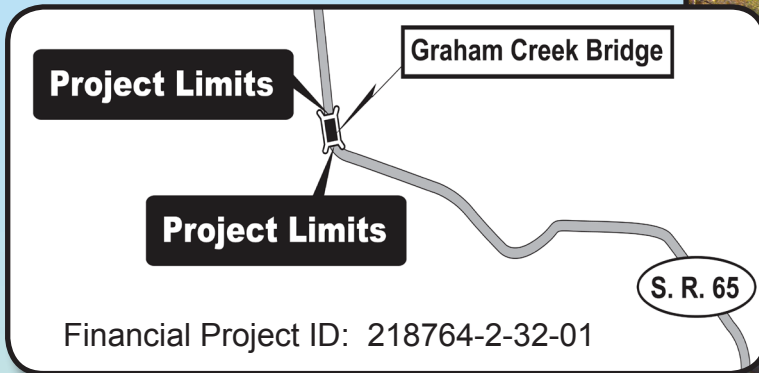 Graham Creek Bridge
Project Limits
Project Limits
S. R. 65
Financial Project ID: 218764-2-32-01